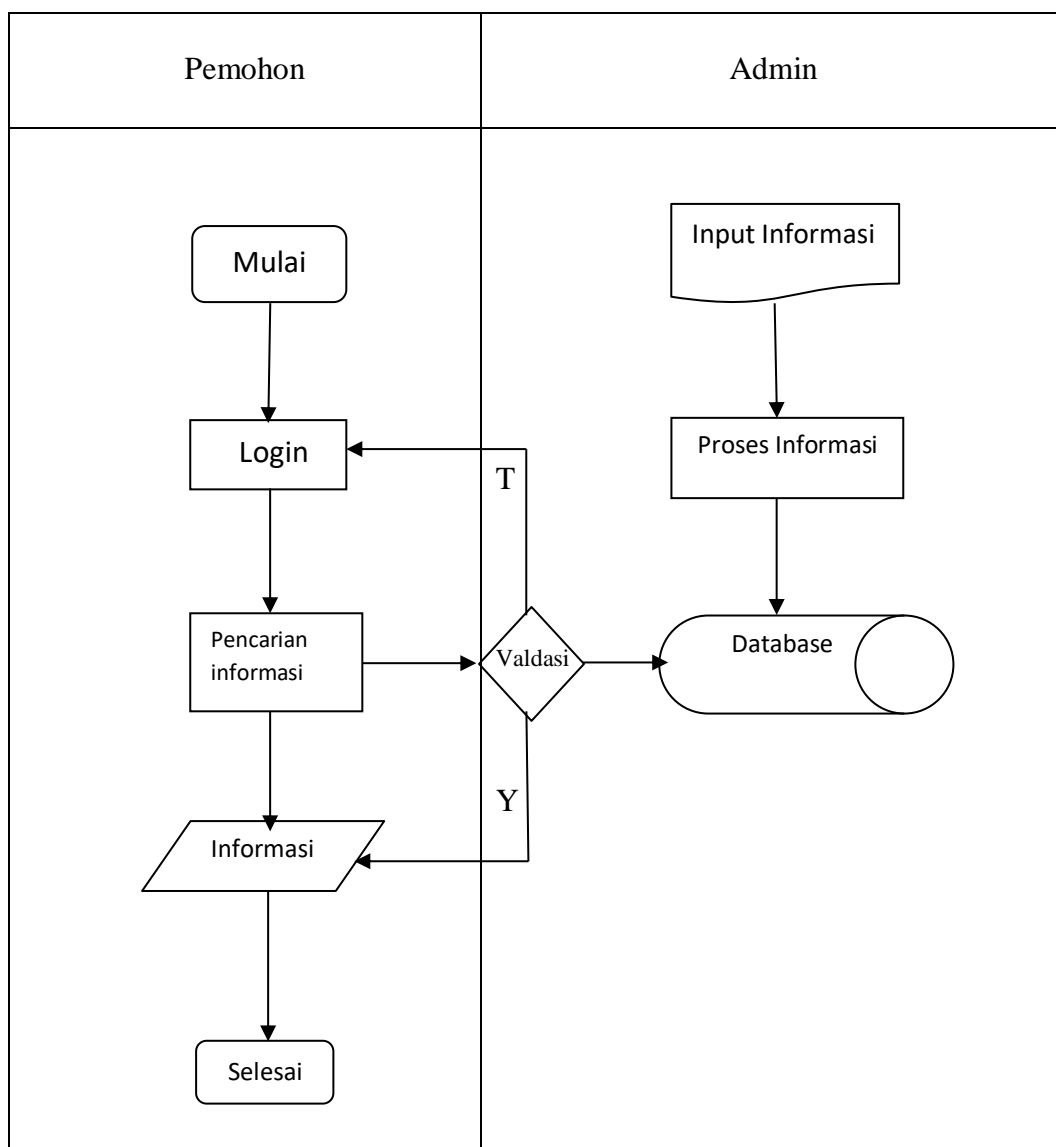 Pemohon
Admin
Mulai
Input Informasi
Login
Proses Informasi
T
Pencarian
informasi
Valdasi
Database
Y
Informasi
Selesai